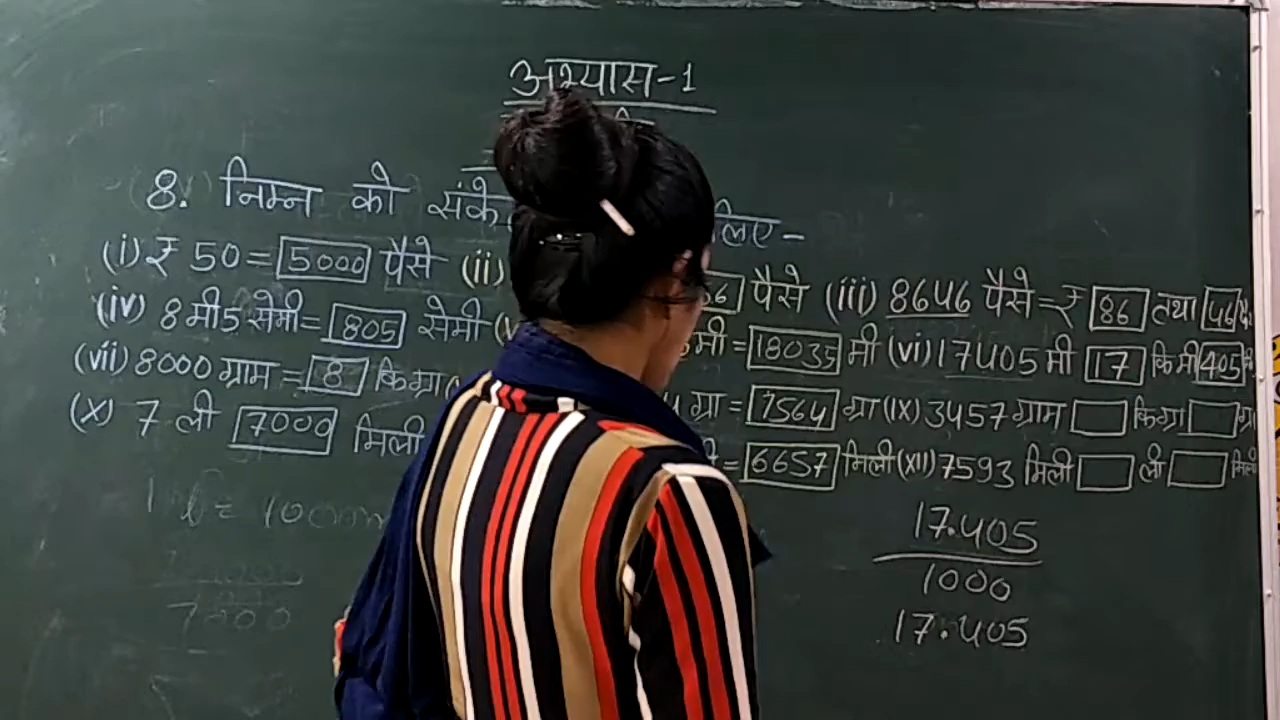 अभ्यास-1
8. निम्न को लिए-
(i) ₹ 50 = 5000 पैसे (ii) 56 पैसे (iii) 8646 पैसे = ₹ 86 तथा 46
(iv) 8 मी 5 सेमी = 805 सेमी मी = 18035 मी (vi) 17405 मी 17 कि मी 405
(vii) 8000 ग्राम = 8 किग्रा ग्रा = 7564 ग्रा (ix) 3457 ग्राम किग्रा ग्रा
(x) 7 ली 7000 मिली = 6657 मिली (xii) 7593 मिली ली मिली
17.405
1000
17.405
1 l = 1000
7000